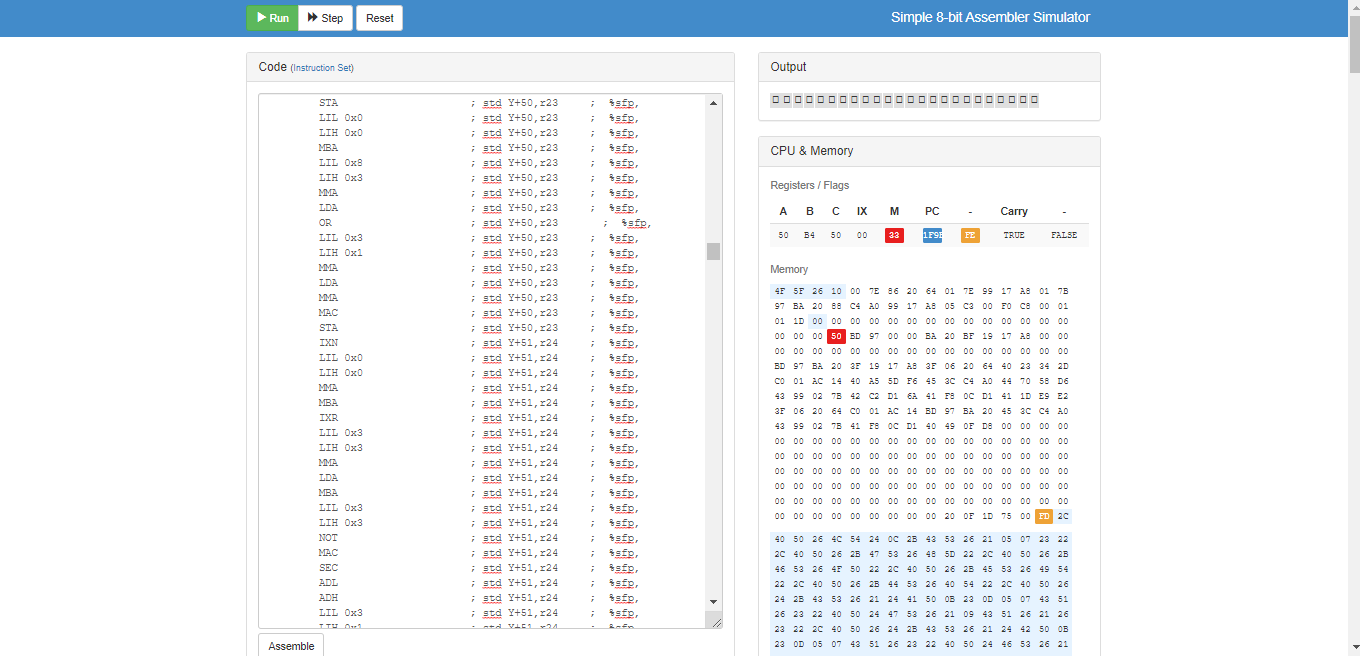 Run Step Reset Simple 8-bit Assembler Simulator
Code (Instruction Set)
STA ; std Y+50,r23 ; %sfp,
LIL 0x0 ; std Y+50,r23 ; %sfp,
LIH 0x0 ; std Y+50,r23 ; %sfp,
MBA ; std Y+50,r23 ; %sfp,
LIL 0x8 ; std Y+50,r23 ; %sfp,
LIH 0x3 ; std Y+50,r23 ; %sfp,
MMA ; std Y+50,r23 ; %sfp,
LDA ; std Y+50,r23 ; %sfp,
OR ; std Y+50,r23 ; %sfp,
LIL 0x3 ; std Y+50,r23 ; %sfp,
LIH 0x1 ; std Y+50,r23 ; %sfp,
MMA ; std Y+50,r23 ; %sfp,
LDA ; std Y+50,r23 ; %sfp,
MMA ; std Y+50,r23 ; %sfp,
MAC ; std Y+50,r23 ; %sfp,
STA ; std Y+50,r23 ; %sfp,
IXN ; std Y+51,r24 ; %sfp,
LIL 0x0 ; std Y+51,r24 ; %sfp,
LIH 0x0 ; std Y+51,r24 ; %sfp,
MMA ; std Y+51,r24 ; %sfp,
MBA ; std Y+51,r24 ; %sfp,
IXR ; std Y+51,r24 ; %sfp,
LIL 0x3 ; std Y+51,r24 ; %sfp,
LIH 0x3 ; std Y+51,r24 ; %sfp,
MMA ; std Y+51,r24 ; %sfp,
LDA ; std Y+51,r24 ; %sfp,
MBA ; std Y+51,r24 ; %sfp,
LIL 0x3 ; std Y+51,r24 ; %sfp,
LIH 0x3 ; std Y+51,r24 ; %sfp,
NOT ; std Y+51,r24 ; %sfp,
MAC ; std Y+51,r24 ; %sfp,
SEC ; std Y+51,r24 ; %sfp,
ADL ; std Y+51,r24 ; %sfp,
ADH ; std Y+51,r24 ; %sfp,
LIL 0x3 ; std Y+51,r24 ; %sfp,
LIH 0x1 ; std Y+51,r24 ; %sfp,
Assemble
Output
CPU & Memory
Registers / Flags
A B C IX M PC - Carry -
50 B4 50 00 33 FE TRUE FALSE
Memory
4F 5F 26 10 00 7E 86 20 64 01 7E 99 17 A8 01 7B
97 BA 20 88 C4 A0 99 17 A8 05 C3 00 F0 C8 00 01
01 1D 00 00 00 00 00 00 00 00 00 00 00 00 00 00
00 00 00 50 BD 97 00 00 BA 20 BF 19 17 A8 00 00
00 00 00 00 00 00 00 00 00 00 00 00 00 00 00 00
BD 97 BA 20 3F 19 17 A8 3F 06 20 64 40 23 34 2D
C0 01 AC 14 40 A5 5D F6 45 3C C4 A0 44 70 58 D6
43 99 02 7B 42 C2 D1 6A 41 F8 0C D1 41 1D E9 E2
3F 06 20 64 C0 01 AC 14 BD 97 BA 20 45 3C C4 A0
43 99 02 7B 41 F8 0C D1 40 49 0F D8 00 00 00 00
00 00 00 00 00 00 00 00 00 00 00 00 00 00 00 00
00 00 00 00 00 00 00 00 00 00 00 00 00 00 00 00
00 00 00 00 00 00 00 00 00 00 00 00 00 00 00 00
00 00 00 00 00 00 00 00 00 00 00 00 00 00 00 00
00 00 00 00 00 00 00 00 00 00 00 00 00 00 00 00
00 00 00 00 00 00 00 00 00 20 0F 1D 75 00 FD 2C
40 50 26 4C 54 24 0C 2B 43 53 26 21 05 07 23 22
2C 40 50 26 2B 47 53 26 48 5D 22 2C 40 50 26 2B
46 53 26 4F 50 22 2C 40 50 26 2B 45 53 26 49 54
22 2C 40 50 26 2B 44 53 26 40 54 22 2C 40 50 26
24 2B 43 53 26 21 24 41 50 0B 23 0D 05 07 43 51
26 23 22 40 50 24 47 53 26 21 09 43 51 26 21 26
23 22 2C 40 50 26 24 2B 43 53 26 21 24 42 50 0B
23 0D 05 07 43 51 26 23 22 40 50 24 46 53 26 21